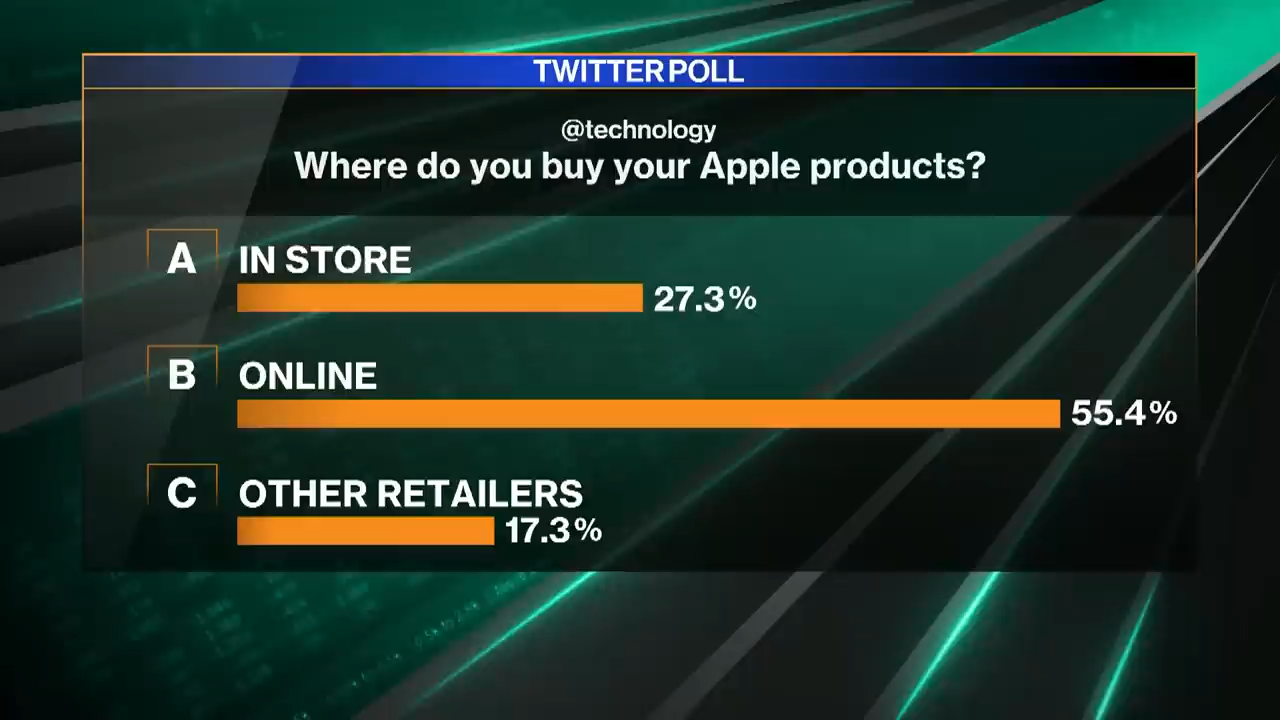 TWITTER POLL
@technology
Where do you buy your Apple products?
A IN STORE
27.3%
B ONLINE
55.4%
C OTHER RETAILERS
17.3%